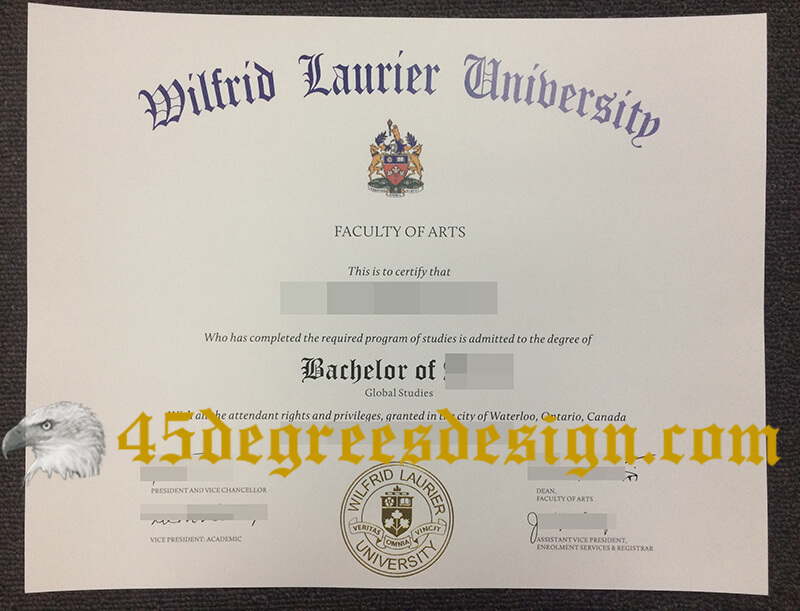 Wilfrid Laurier University
FACULTY OF ARTS
This is to certify that
Who has completed the required program of studies is admitted to the degree of
Bachelor of
Global Studies
the attendant rights and privileges, granted in the city of Waterloo, Ontario, Canada
45degreesdesign.com
PRESIDENT AND VICE CHANCELLOR
DEAN,
FACULTY OF ARTS
VICE PRESIDENT: ACADEMIC
ASSISTANT VICE PRESIDENT,
ENROLMENT SERVICES & REGISTRAR
WILFRID LAURIER
VERITAS OMNIA VINCIT
UNIVERSITY